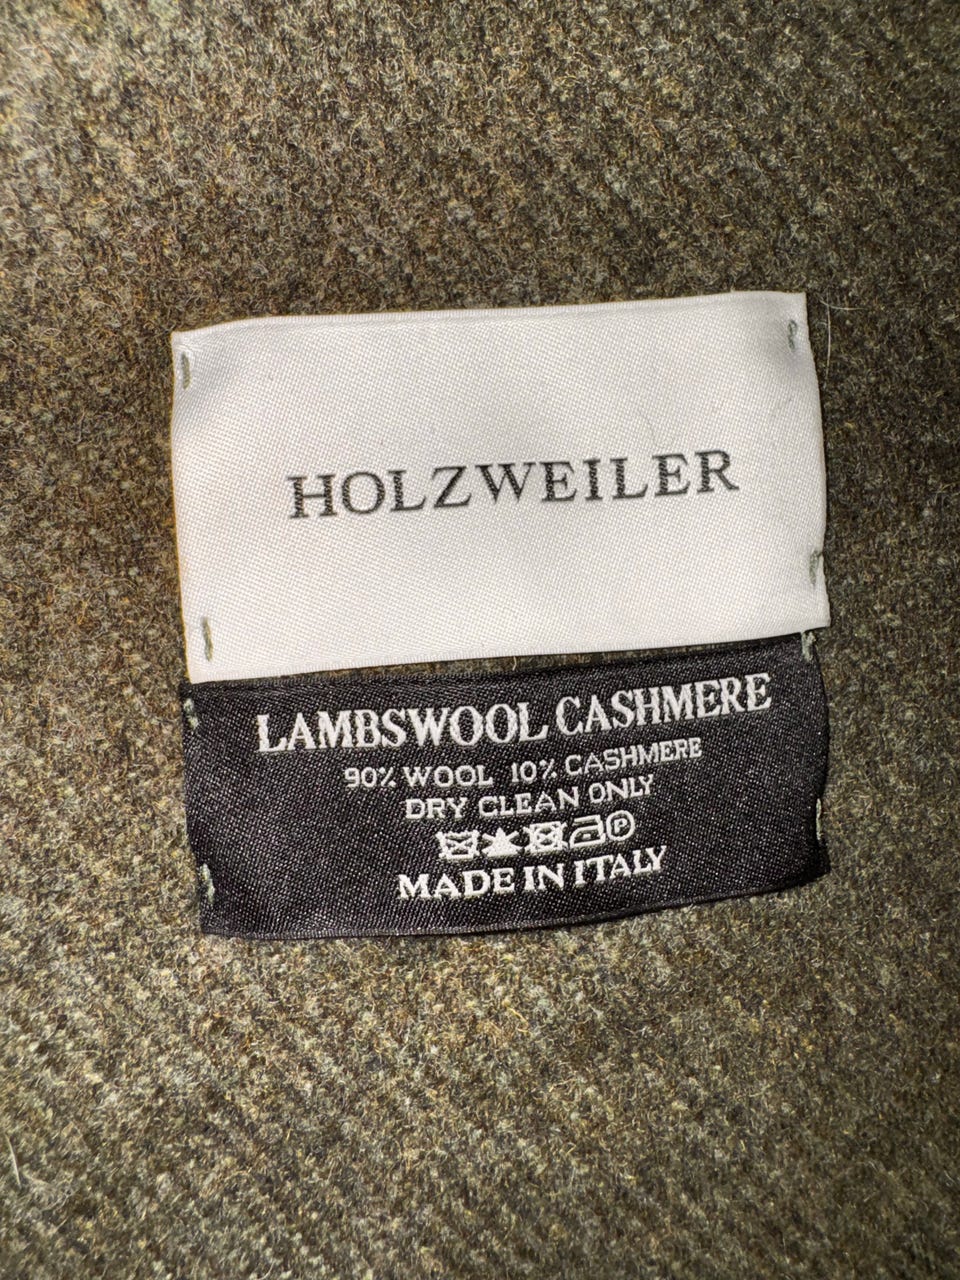 HOLZWEILER
LAMBSWOOL CASHMERE
90% WOOL 10% CASHMERE
DRY CLEAN ONLY
P
MADE IN ITALY